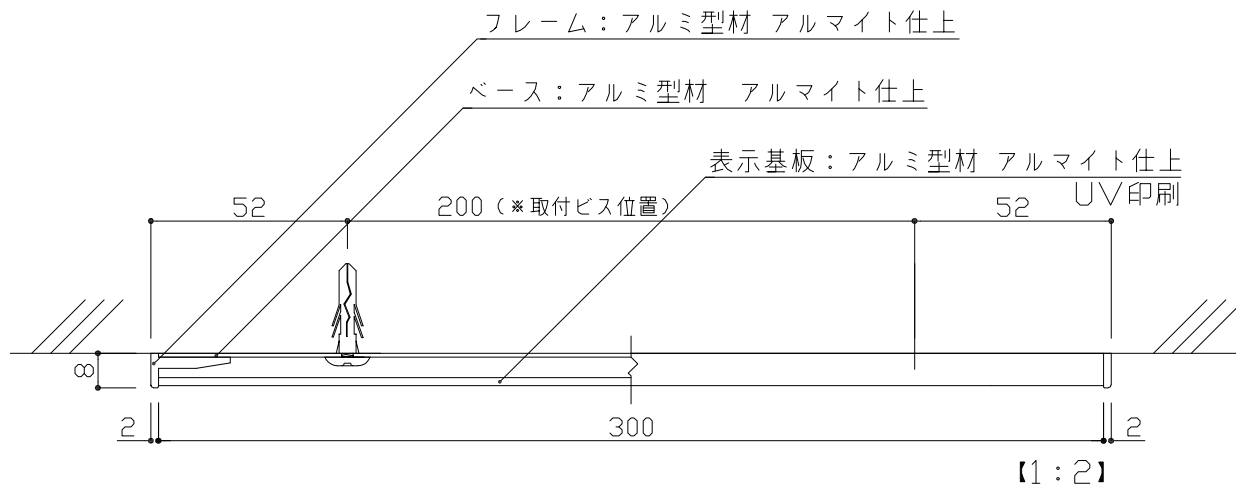 フレーム：アルミ型材 アルマイト仕上
ベース：アルミ型材　アルマイト仕上
表示基板：アルミ型材 アルマイト仕上
UV印刷
52
200（※取付ビス位置）
52
8
2
300
2
【1：2】